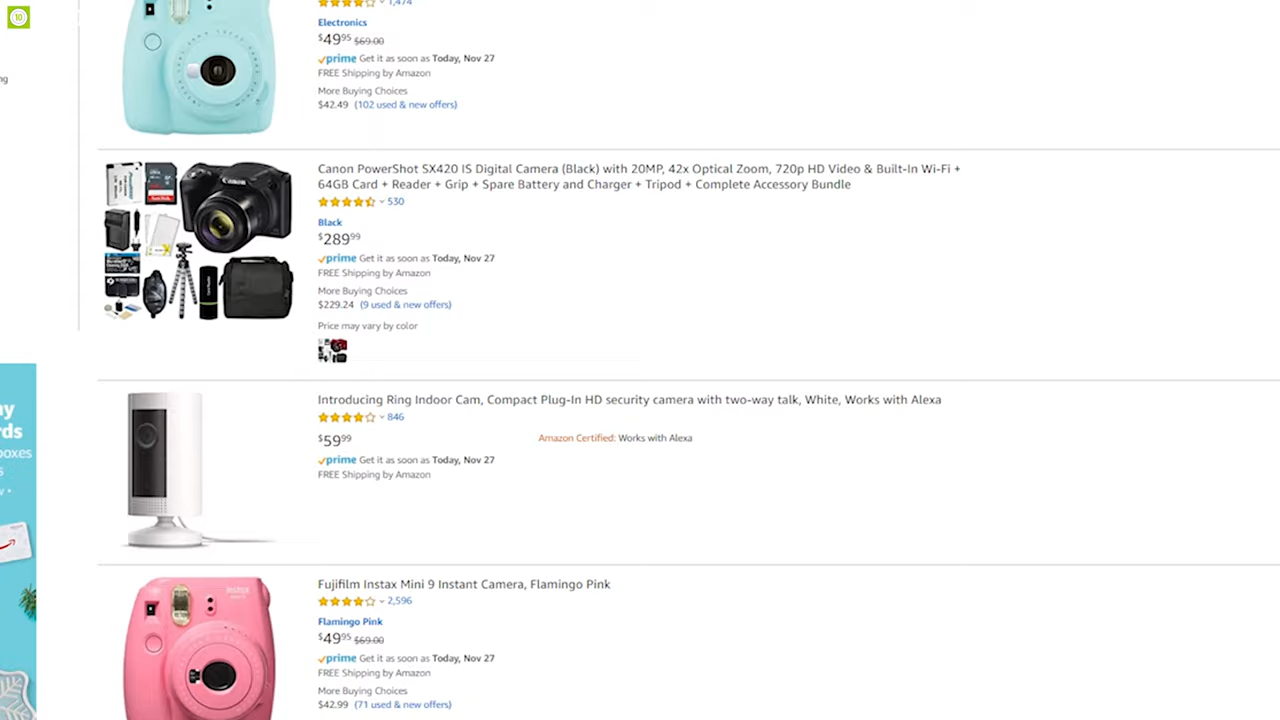 1,474
Electronics
$49.95 $69.00
prime Get it as soon as Today, Nov 27
FREE Shipping by Amazon
More Buying Choices
$42.49 (102 used & new offers)
Canon PowerShot SX420 IS Digital Camera (Black) with 20MP, 42x Optical Zoom, 720p HD Video & Built-In Wi-Fi +
64GB Card + Reader + Grip + Spare Battery and Charger + Tripod + Complete Accessory Bundle
530
Black
$289.99
prime Get it as soon as Today, Nov 27
FREE Shipping by Amazon
More Buying Choices
$229.24 (9 used & new offers)
Price may vary by color
Canon
Introducing Ring Indoor Cam, Compact Plug-In HD security camera with two-way talk, White, Works with Alexa
846
$59.99
Amazon Certified: Works with Alexa
prime Get it as soon as Today, Nov 27
FREE Shipping by Amazon
Fujifilm Instax Mini 9 Instant Camera, Flamingo Pink
2,596
Flamingo Pink
$49.95 $69.00
prime Get it as soon as Today, Nov 27
FREE Shipping by Amazon
More Buying Choices
$42.99 (71 used & new offers)
instax
10